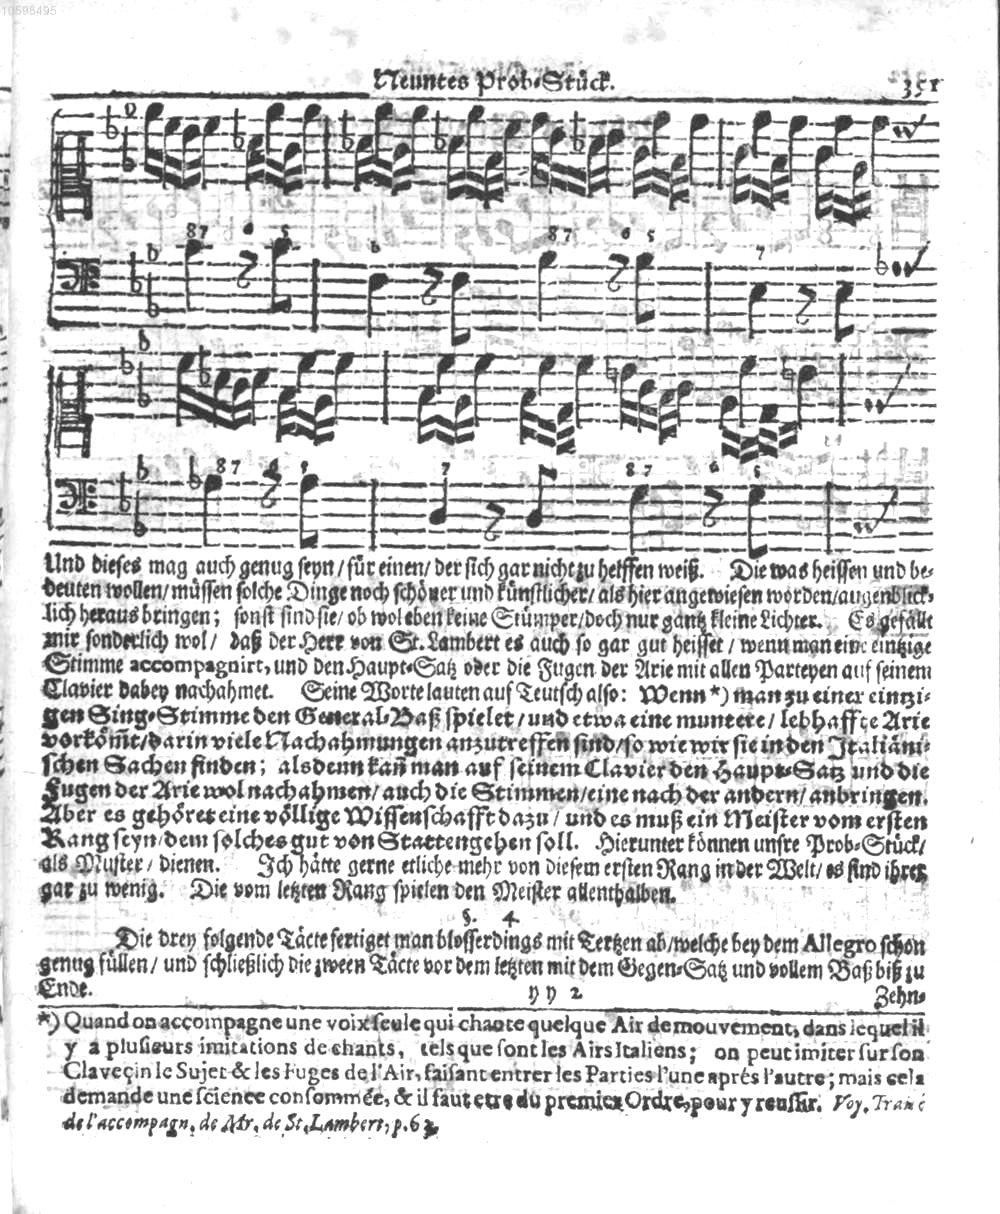 10598495
Neuntes Prob-Stück. 351
87 6 5 b 87 6 5 7
87 6 5 7 87 6 5
Und dieses mag auch genug seyn/ für einen/ der sich gar nicht zu helffen weiß. Die was heissen und be-
deuten wollen/ müssen solche Dinge noch schöner und künstlicher/ als hier angewiesen worden/ augenblick-
lich heraus bringen; sonst sind sie/ ob wol eben keine Stümper/ doch nur gantz kleine Lichter. Es gefällt
mir sonderlich wol/ daß der Herr von St. Lambert es auch so gar gut heisset/ wenn man eine eintzige
Stimme accompagnirt, und den Haupt-Satz oder die Fugen der Arie mit allen Parteyen auf seinem
Clavier dabey nachahmet. Seine Worte lauten auf Teutsch also: Wenn *) man zu einer eintzi-
gen Sing-Stimme den General-Baß spielet/ und etwa eine muntere/ lebhaffte Arie
vorköm̃t/ darin viele Nachahmungen anzutreffen sind/ so wie wir sie in den Italiäni-
schen Sachen finden; alsdenn kañ man auf seinem Clavier den Haupt-Satz und die
Fugen der Arie wol nachahmen/ auch die Stimmen/ eine nach der andern/ anbringen.
Aber es gehöret eine völlige Wissenschafft dazu/ und es muß ein Meister vom ersten
Rang seyn/ dem solches gut von Statten gehen soll. Hierunter können unsre Prob-Stück/
als Muster/ dienen. Ich hätte gerne etliche mehr von diesem ersten Rang in der Welt/ es sind ihrer
gar zu wenig. Die vom letzten Rang spielen den Meister allenthalben.
§. 4.
Die drey folgende Täcte fertiget man blosserdings mit Tertzen ab/ welche bey dem Allegro schon
genug füllen/ und schließlich die zween Täcte vor dem letzten mit dem Gegen-Satz und vollem Baß biß zu
Ende. Yy 2 Zehn-
*) Quand on accompagne une voix seule qui chante quelque Air de mouvement, dans lequel il
y a plusieurs imitations de chants, tels que sont les Airs Italiens; on peut imiter sur son
Claveçin le Sujet & les Fuges de l'Air, faisant entrer les Parties l'une aprés l'autre; mais cela
demande une science consommée, & il faut etre du premier Ordre, pour y reussir. Voy. Traité
de l'accompagn. de Mr. de St. Lambert, p. 63